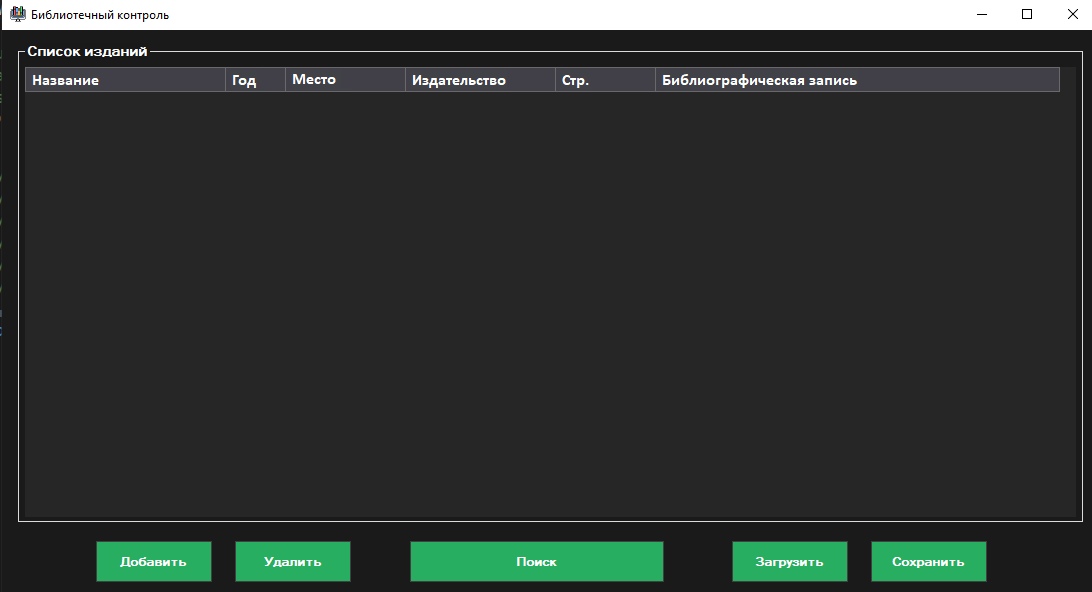 Библиотечный контроль
Список изданий
Название Год Место Издательство Стр. Библиографическая запись
Добавить Удалить Поиск Загрузить Сохранить